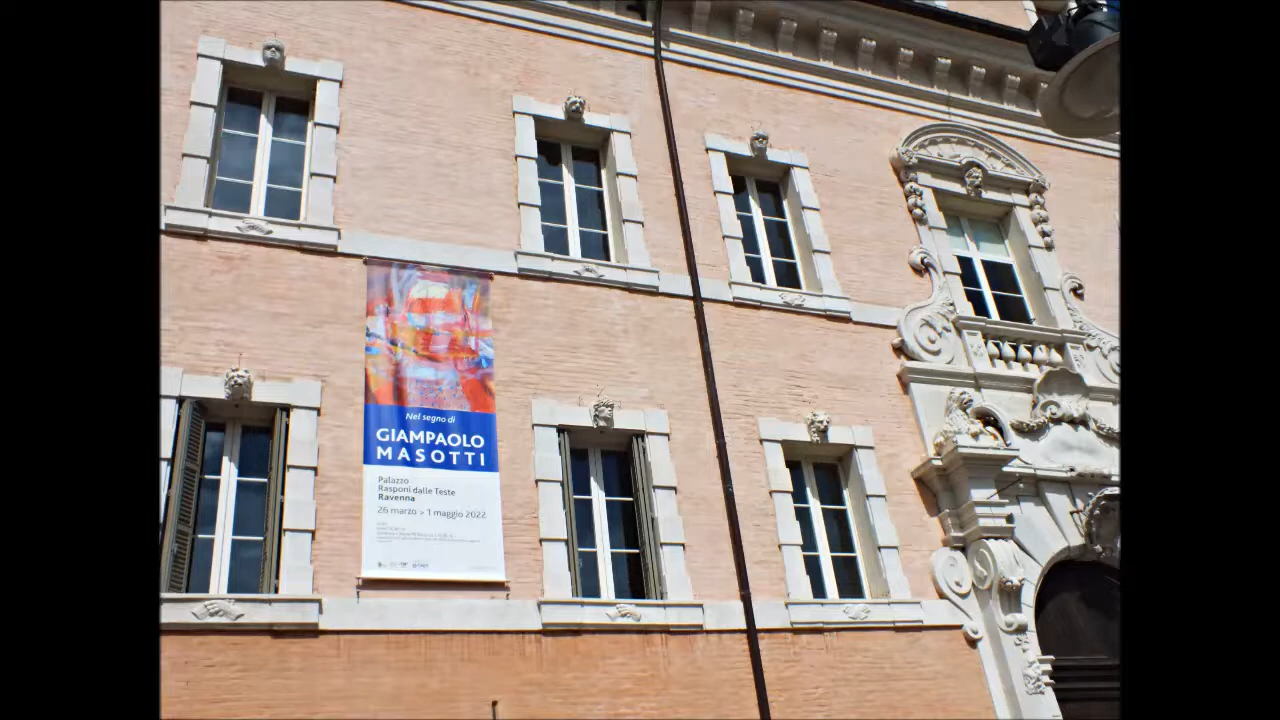 Nel segno di
GIAMPAOLO
MASOTTI
Palazzo
Rasponi dalle Teste
Ravenna
26 marzo > 1 maggio 2022